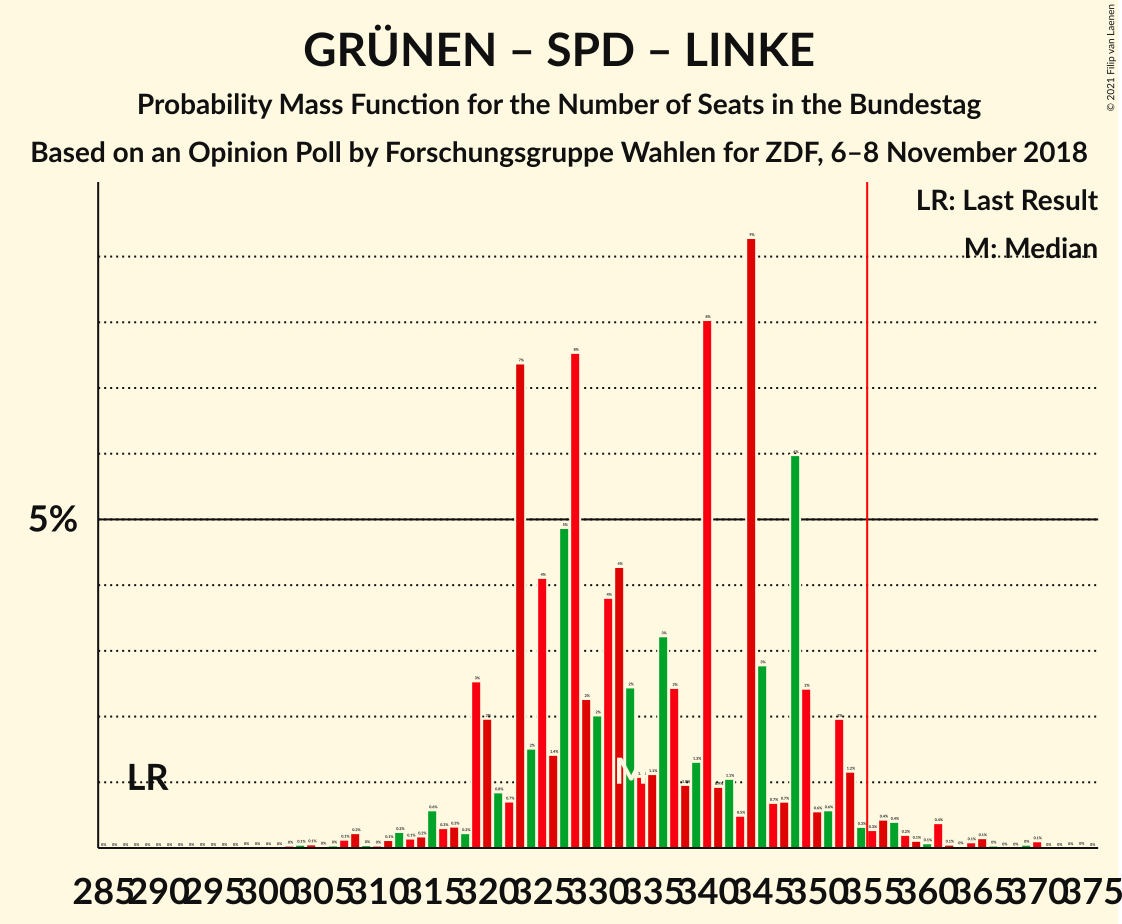 GRÜNEN – SPD – LINKE
Probability Mass Function for the Number of Seats in the Bundestag
Based on an Opinion Poll by Forschungsgruppe Wahlen for ZDF, 6–8 November 2018
© 2021 Filip van Laenen
LR: Last Result
M: Median
5%
LR
M
285 290 295 300 305 310 315 320 325 330 335 340 345 350 355 360 365 370 375